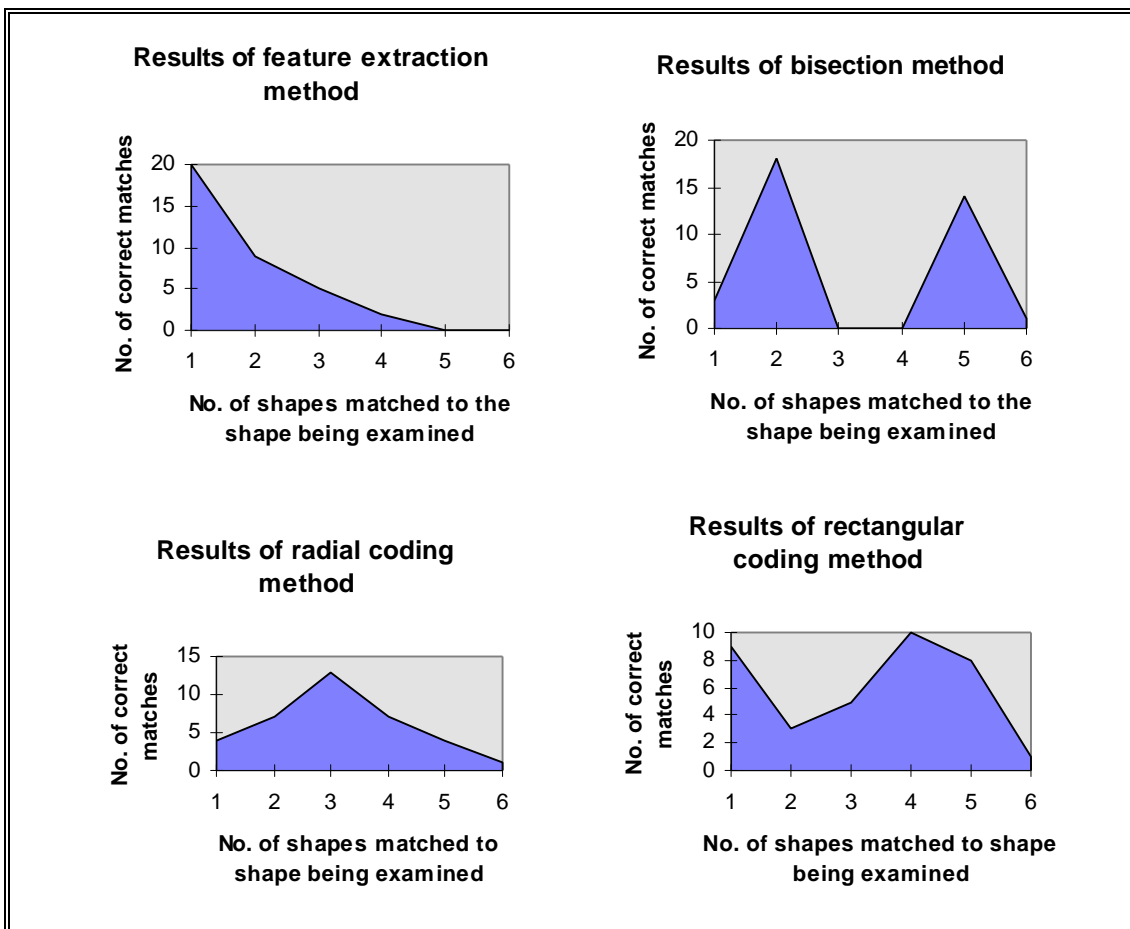 Results of feature extraction
method
No. of correct matches
20
15
10
5
0
1 2 3 4 5 6
No. of shapes matched to the
shape being examined
Results of bisection method
No. of correct matches
20
15
10
5
0
1 2 3 4 5 6
No. of shapes matched to the
shape being examined
Results of radial coding
method
No. of correct
matches
15
10
5
0
1 2 3 4 5 6
No. of shapes matched to
shape being examined
Results of rectangular
coding method
No. of correct
matches
10
8
6
4
2
0
1 2 3 4 5 6
No. of shapes matched to shape
being examined